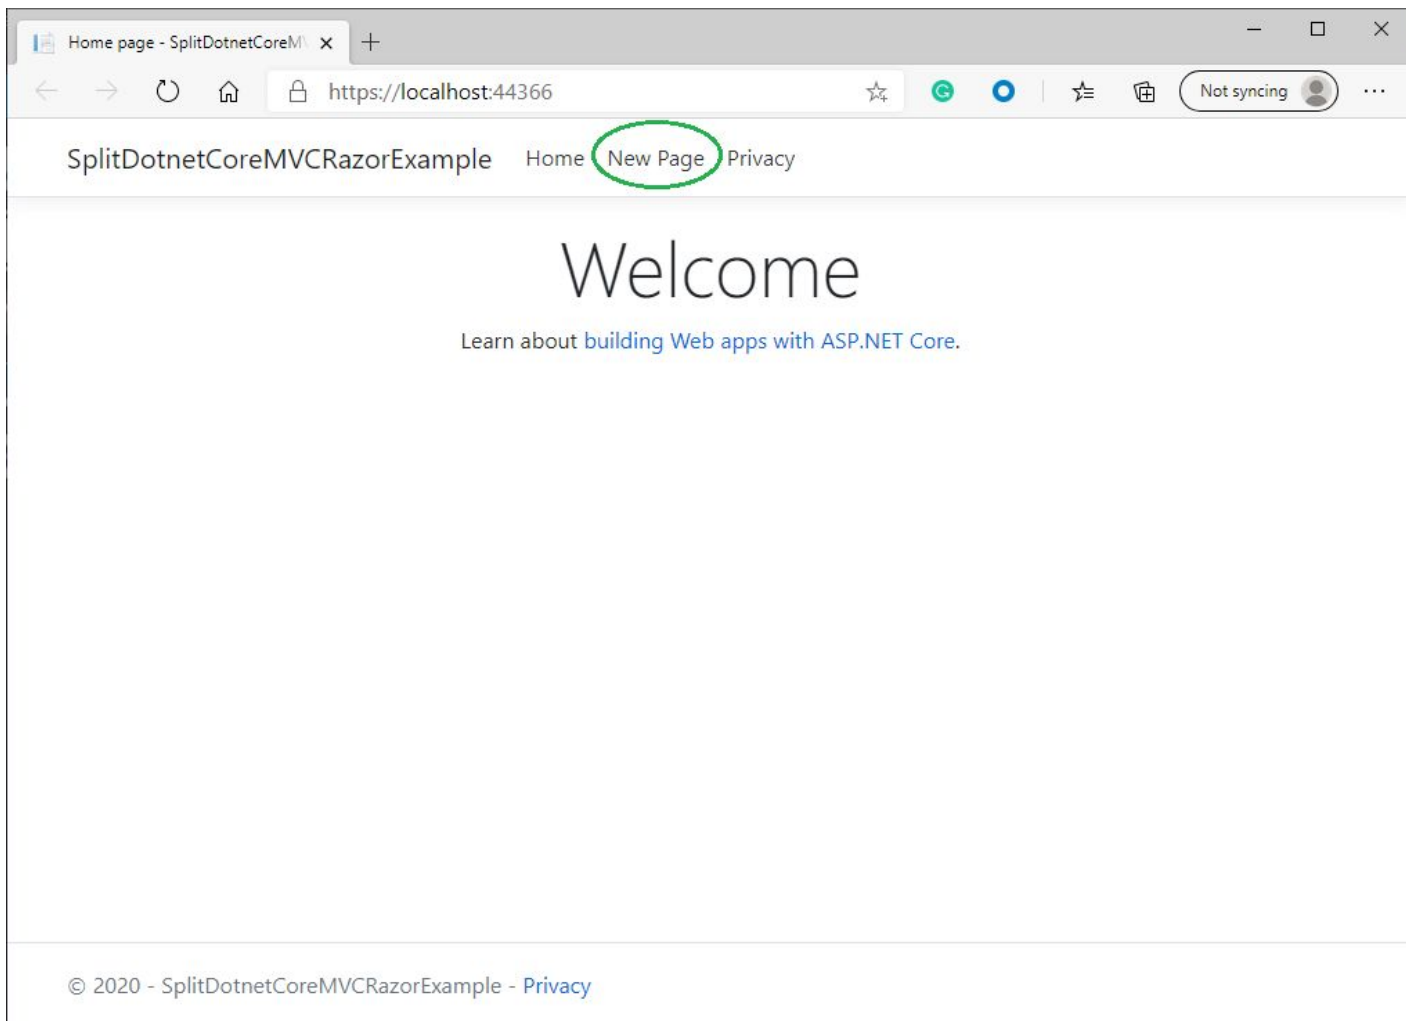 Home page - SplitDotnetCoreM
https://localhost:44366
Not syncing
SplitDotnetCoreMVCRazorExample Home New Page Privacy
Welcome
Learn about building Web apps with ASP.NET Core.
© 2020 - SplitDotnetCoreMVCRazorExample - Privacy